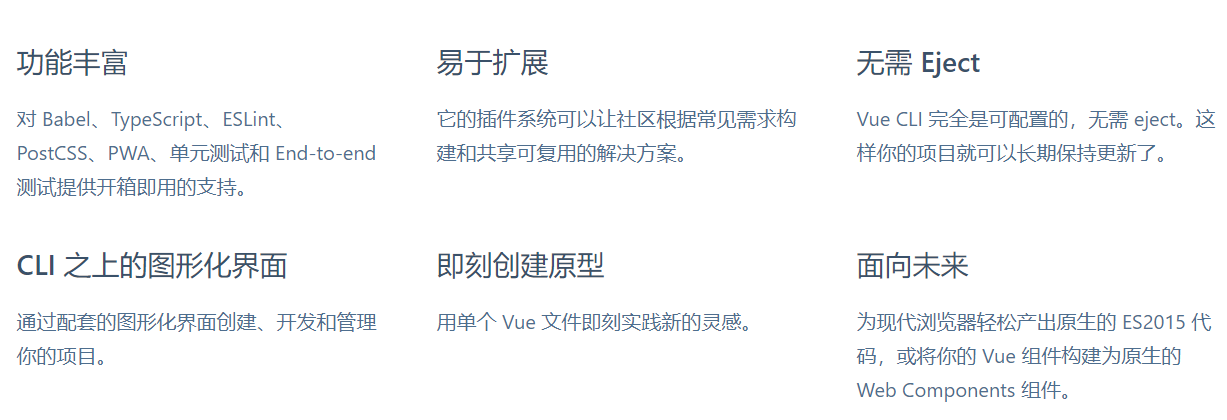 功能丰富
对 Babel、TypeScript、ESLint、
PostCSS、PWA、单元测试和 End-to-end
测试提供开箱即用的支持。
易于扩展
它的插件系统可以让社区根据常见需求构
建和共享可复用的解决方案。
无需 Eject
Vue CLI 完全是可配置的，无需 eject。这
样你的项目就可以长期保持更新了。
CLI 之上的图形化界面
通过配套的图形化界面创建、开发和管理
你的项目。
即刻创建原型
用单个 Vue 文件即刻实践新的灵感。
面向未来
为现代浏览器轻松产出原生的 ES2015 代
码，或将你的 Vue 组件构建为原生的
Web Components 组件。